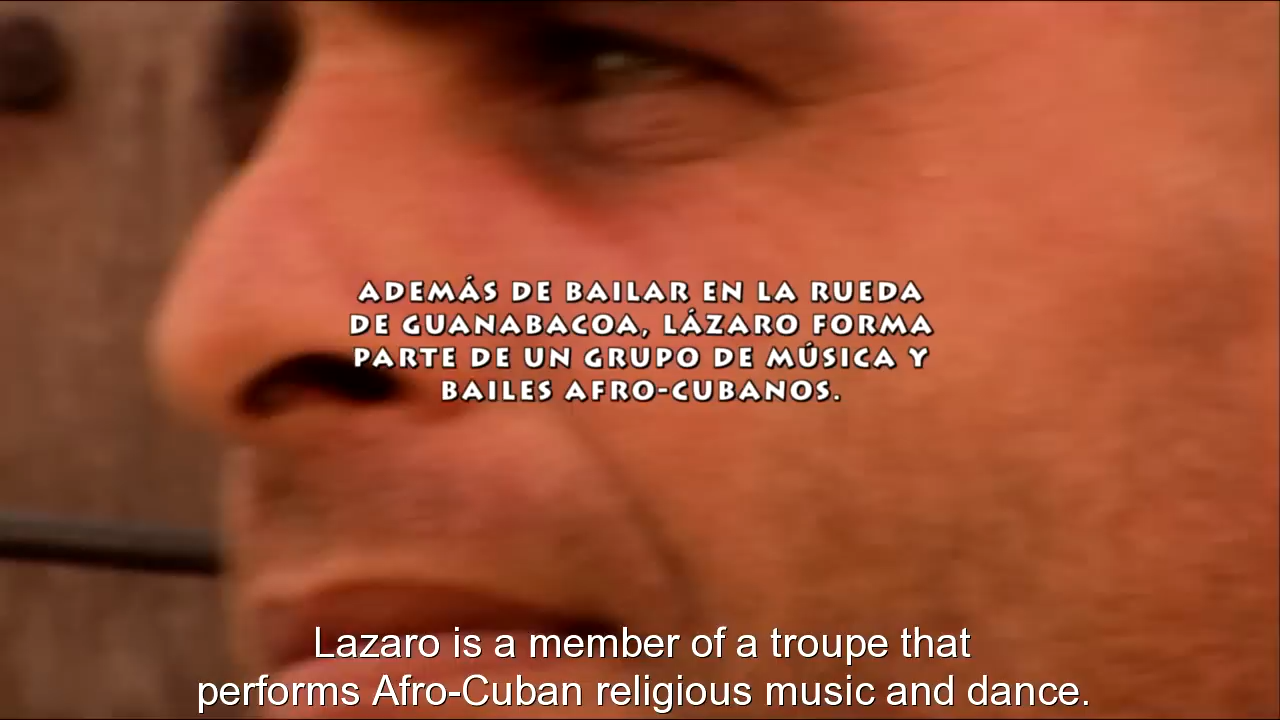 ADEMÁS DE BAILAR EN LA RUEDA
DE GUANABACOA, LÁZARO FORMA
PARTE DE UN GRUPO DE MÚSICA Y
BAILES AFRO-CUBANOS.
Lazaro is a member of a troupe that
performs Afro-Cuban religious music and dance.